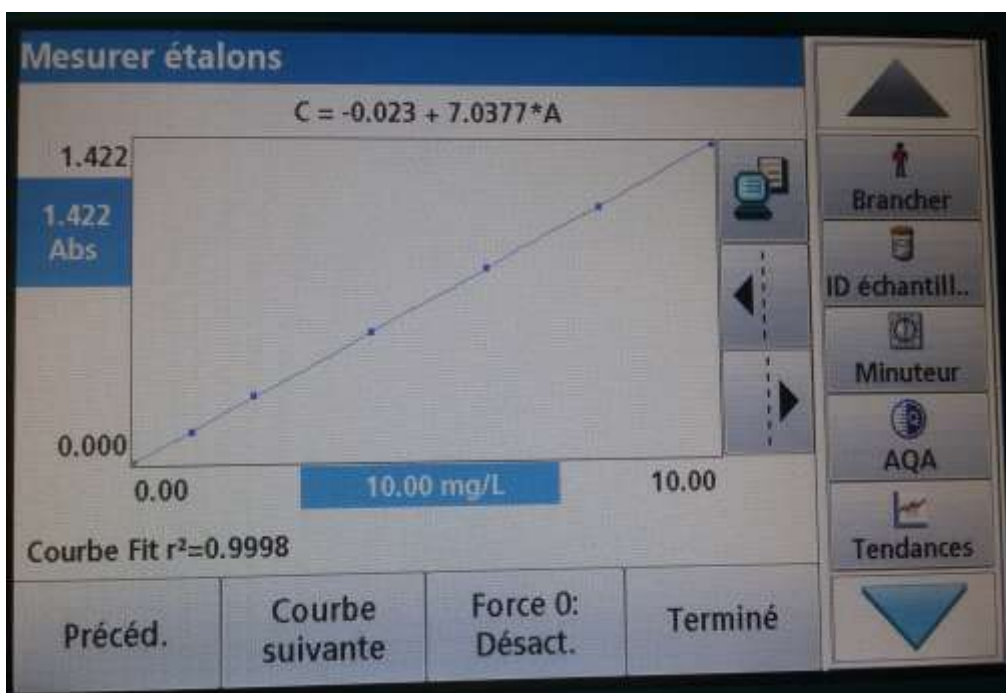 Mesurer étalons
C = -0.023 + 7.0377*A
1.422
1.422
Abs
0.000
0.00
10.00 mg/L
10.00
Courbe Fit r²=0.9998
Précéd.
Courbe
suivante
Force 0:
Désact.
Terminé
Brancher
ID échantill..
Minuteur
AQA
Tendances